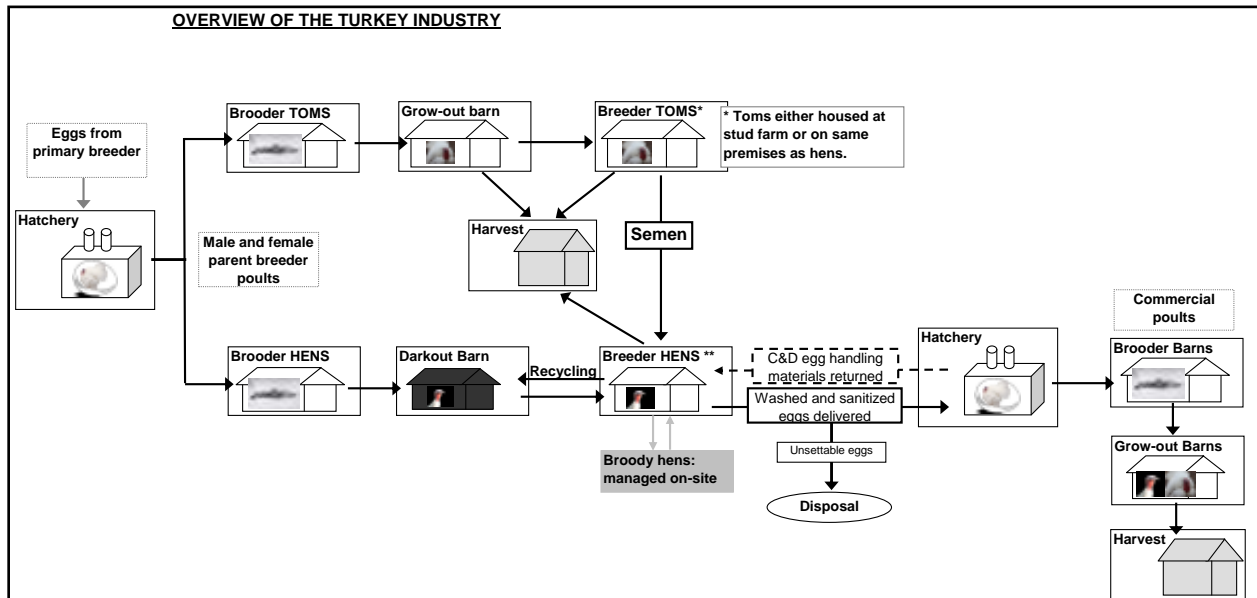 OVERVIEW OF THE TURKEY INDUSTRY
Brooder TOMS
Grow-out barn
Breeder TOMS*
* Toms either housed at
stud farm or on same
premises as hens.
Eggs from
primary breeder
Hatchery
Male and female
parent breeder
poults
Harvest
Semen
Brooder HENS
Darkout Barn
Recycling
Breeder HENS **
C&D egg handling
materials returned
Washed and sanitized
eggs delivered
Unsettable eggs
Disposal
Broody hens:
managed on-site
Hatchery
Commercial
poults
Brooder Barns
Grow-out Barns
Harvest